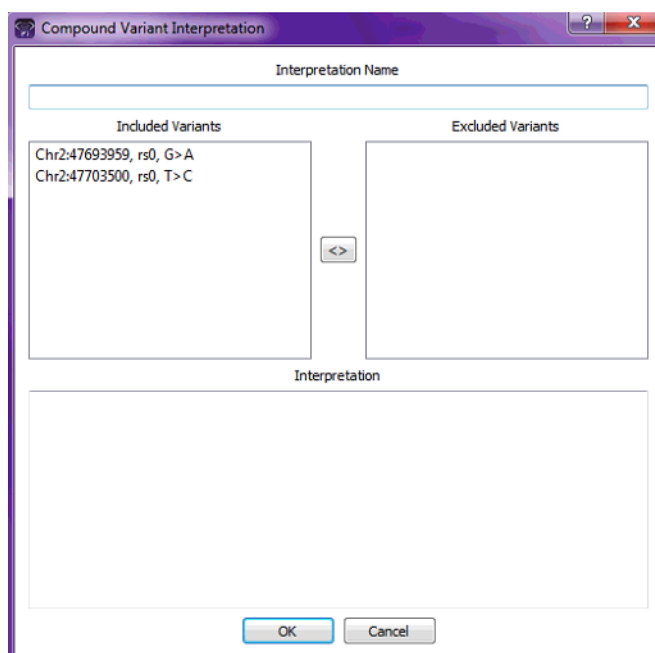 Compound Variant Interpretation
?
X
Interpretation Name
Included Variants
Excluded Variants
Chr2:47693959, rs0, G>A
Chr2:47703500, rs0, T>C
<>
Interpretation
OK
Cancel